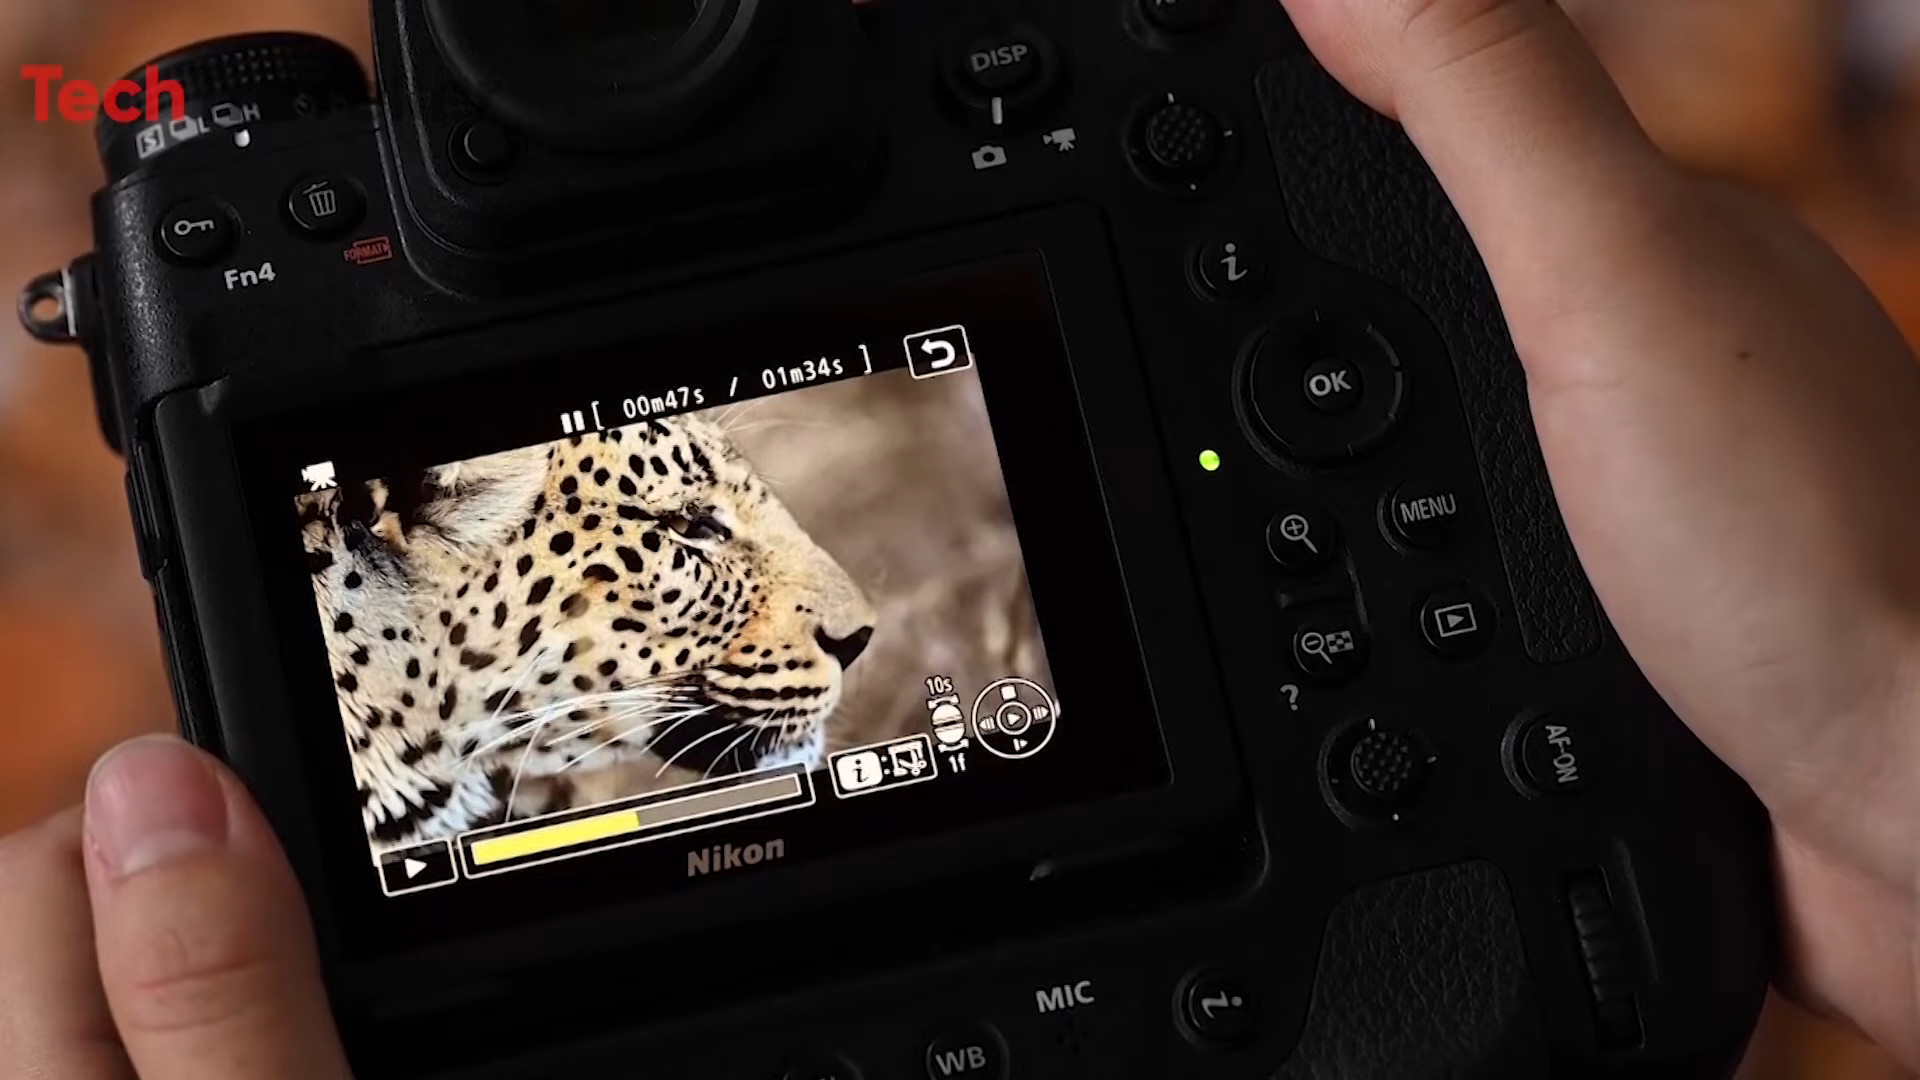 Tech
DISP
S L H
Fn4
FORMAT
i
00m47s / 01m34s
OK
MENU
?
10s
1f
i
AF-ON
Nikon
MIC
i
WB